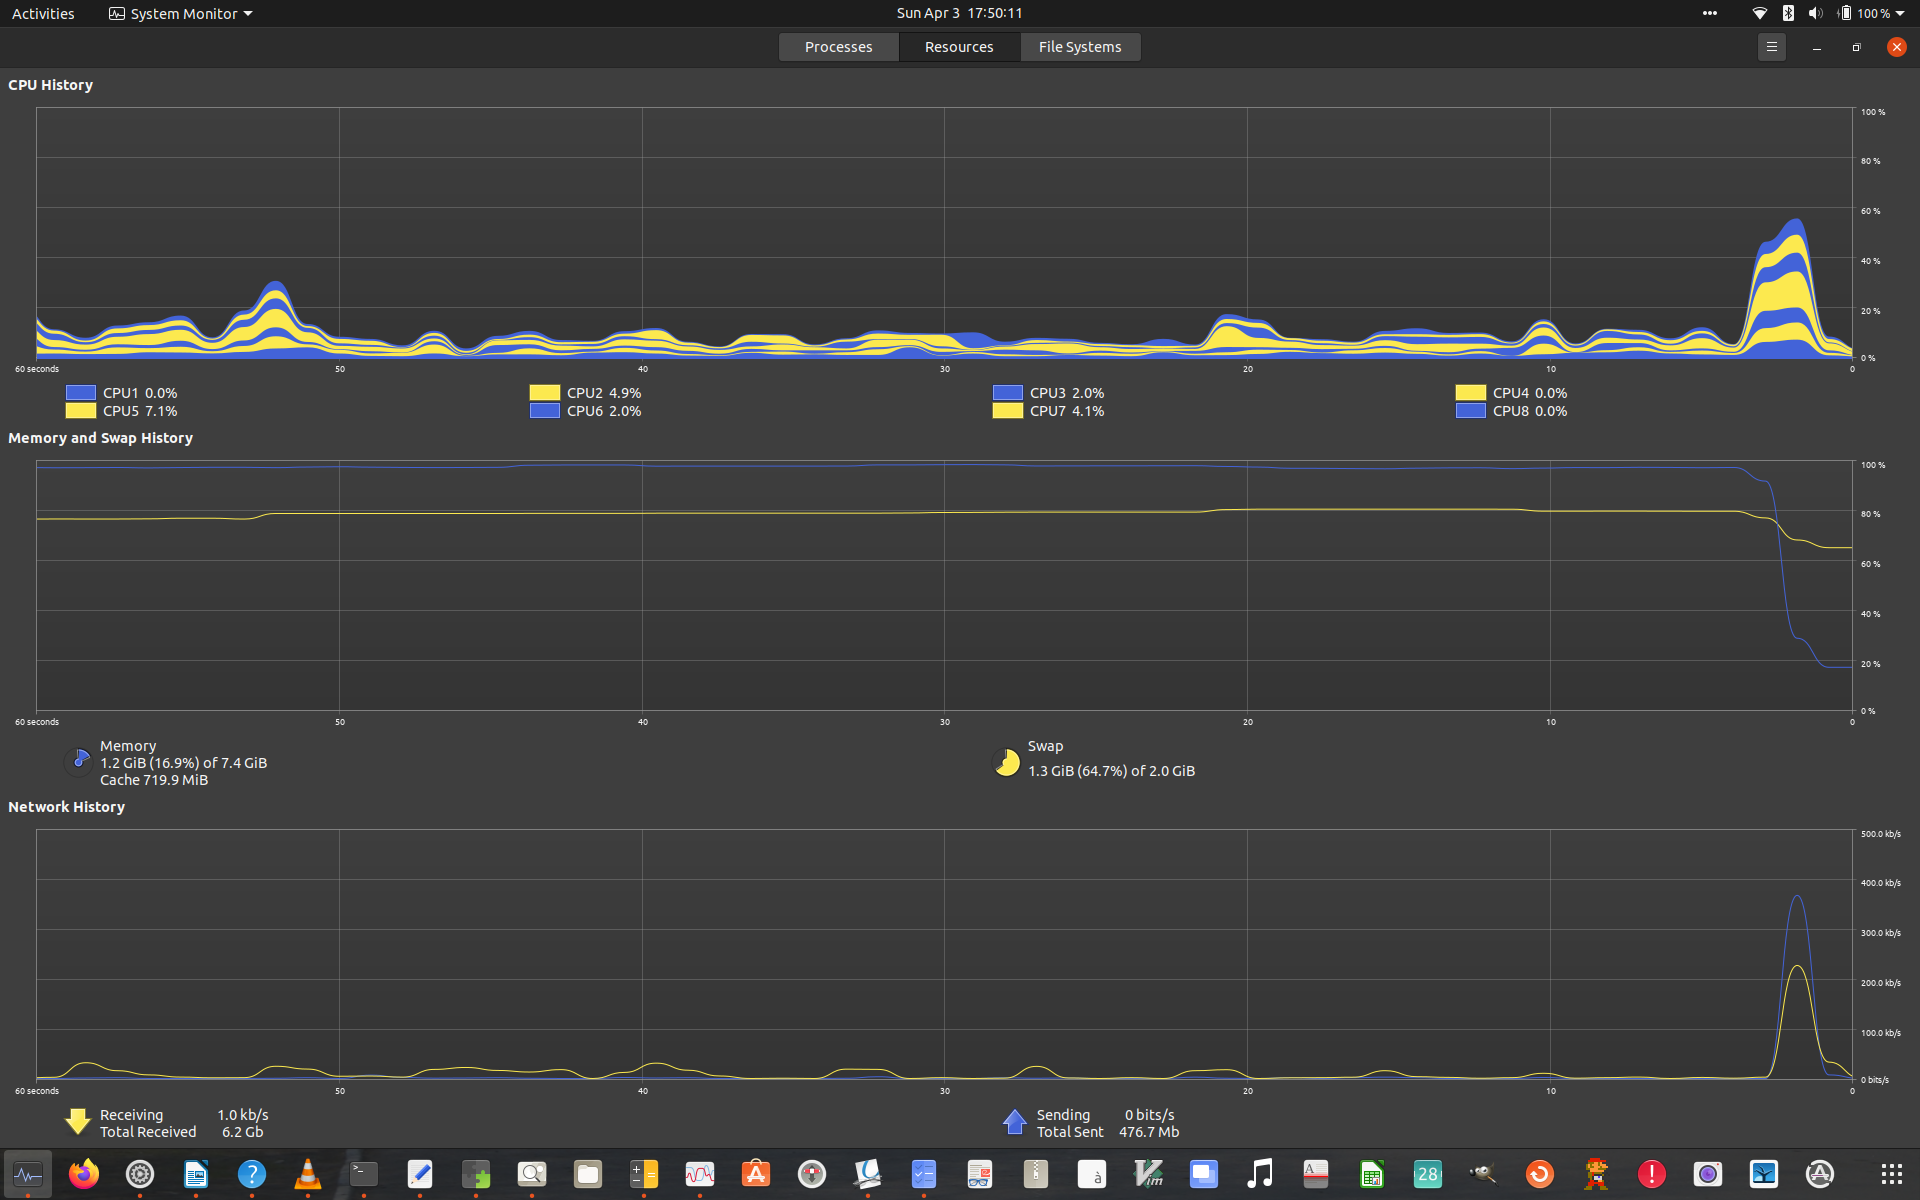 Activities System Monitor Sun Apr 3 17:50:11 100 %
Processes Resources File Systems
CPU History
100 %
80 %
60 %
40 %
20 %
0 %
60 seconds 50 40 30 20 10 0
CPU1 0.0% CPU2 4.9% CPU3 2.0% CPU4 0.0%
CPU5 7.1% CPU6 2.0% CPU7 4.1% CPU8 0.0%
Memory and Swap History
100 %
80 %
60 %
40 %
20 %
0 %
60 seconds 50 40 30 20 10 0
Memory
1.2 GiB (16.9%) of 7.4 GiB
Cache 719.9 MiB
Swap
1.3 GiB (64.7%) of 2.0 GiB
Network History
500.0 kb/s
400.0 kb/s
300.0 kb/s
200.0 kb/s
100.0 kb/s
0 bits/s
60 seconds 50 40 30 20 10 0
Receiving 1.0 kb/s
Total Received 6.2 Gb
Sending 0 bits/s
Total Sent 476.7 Mb
? >_ à Vim A 28 !